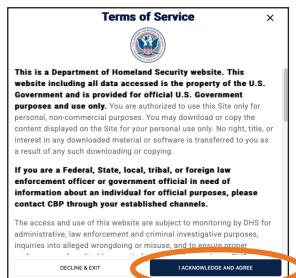 Terms of Service
×
This is a Department of Homeland Security website. This
website including all data accessed is the property of the U.S.
Government and is provided for official U.S. Government
purposes and use only. You are authorized to use this Site only for
personal, non-commercial purposes. You may download or copy the
content displayed on the Site for your personal use only. No right, title, or
interest in any downloaded material or software is transferred to you as
a result of any such downloading or copying.
If you are a Federal, State, local, tribal, or foreign law
enforcement officer or government official in need of
information about an individual for official purposes, please
contact CBP through your established channels.
The access and use of this website are subject to monitoring by DHS for
administrative, law enforcement and criminal investigative purposes,
inquiries into alleged wrongdoing or misuse, and to ensure proper
DECLINE & EXIT
I ACKNOWLEDGE AND AGREE